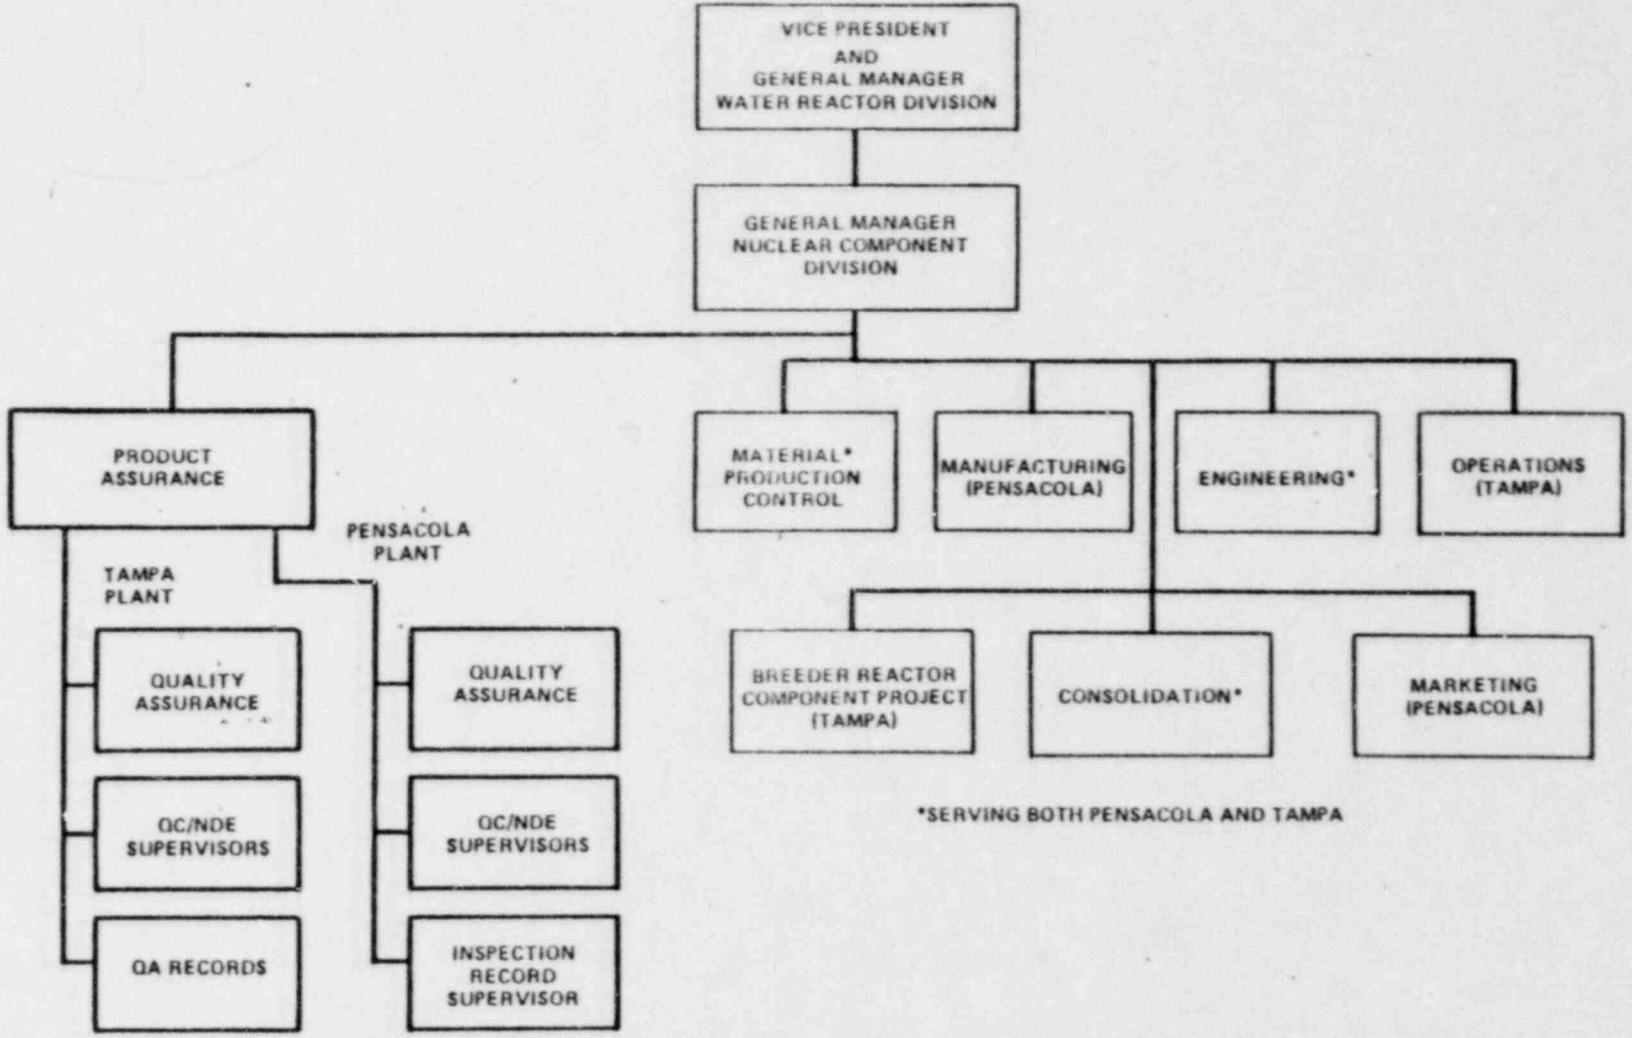 VICE PRESIDENT
AND
GENERAL MANAGER
WATER REACTOR DIVISION
GENERAL MANAGER
NUCLEAR COMPONENT
DIVISION
PRODUCT
ASSURANCE
MATERIAL*
PRODUCTION
CONTROL
MANUFACTURING
(PENSACOLA)
ENGINEERING*
OPERATIONS
(TAMPA)
PENSACOLA
PLANT
TAMPA
PLANT
QUALITY
ASSURANCE
QC/NDE
SUPERVISORS
QA RECORDS
QUALITY
ASSURANCE
QC/NDE
SUPERVISORS
INSPECTION
RECORD
SUPERVISOR
BREEDER REACTOR
COMPONENT PROJECT
(TAMPA)
CONSOLIDATION*
MARKETING
(PENSACOLA)
*SERVING BOTH PENSACOLA AND TAMPA